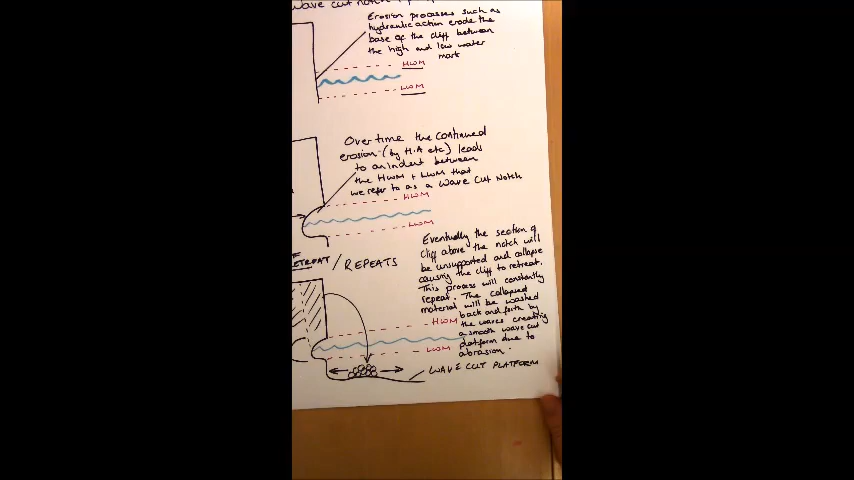 wave cut notch
Erosion processes such as
hydraulic action erode the
base of the cliff between
the high and low water
mark
HWM
LWM
Over time the continued
erosion (by H.A etc) leads
to an indent between
the HWM + LWM that
we refer to as a Wave Cut Notch
HWM
LWM
RETREAT / REPEATS
Eventually the section of
cliff above the notch will
be unsupported and collapse
causing the cliff to retreat.
This process will constantly
repeat. The collapsed
material will be washed
back and forth by
the waves creating
a smooth wave cut
platform due to
abrasion.
HWM
LWM
WAVE CUT PLATFORM